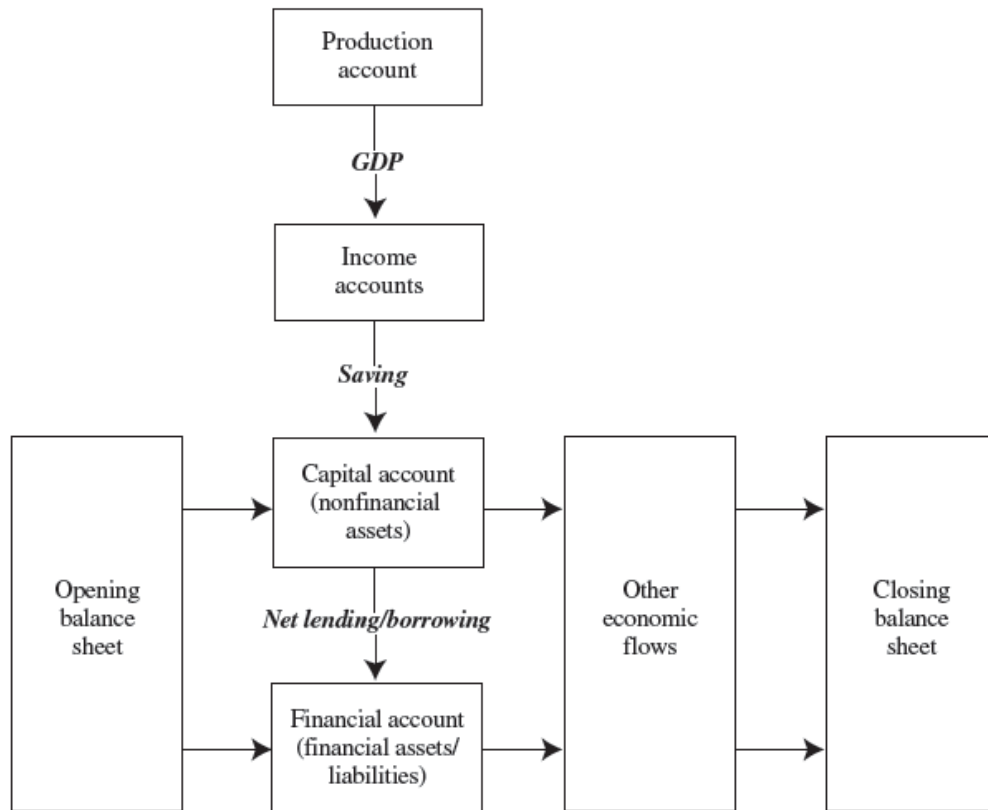 Production
account
GDP
Income
accounts
Saving
Capital account
(nonfinancial
assets)
Opening
balance
sheet
Other
economic
flows
Closing
balance
sheet
Net lending/borrowing
Financial account
(financial assets/
liabilities)